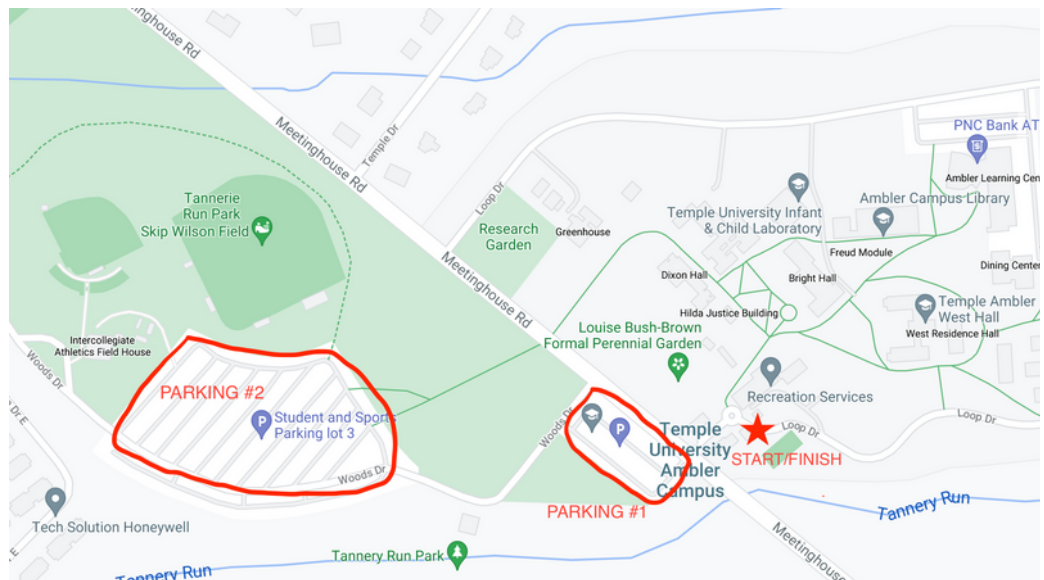 Meetinghouse Rd
Temple Dr
Loop Dr
PNC Bank AT
Ambler Learning Cen
Tannerie
Run Park
Skip Wilson Field
Research
Garden
Greenhouse
Temple University Infant
& Child Laboratory
Ambler Campus Library
Freud Module
Meetinghouse Rd
Dixon Hall
Bright Hall
Dining Center
Hilda Justice Building
Temple Ambler
West Hall
West Residence Hall
Intercollegiate
Athletics Field House
Louise Bush-Brown
Formal Perennial Garden
Woods Dr
PARKING #2
Recreation Services
Student and Sports
Parking lot 3
Woods Dr
Temple
University
Ambler
Campus
Loop Dr
Loop Dr
START/FINISH
Woods Dr
PARKING #1
Tech Solution Honeywell
Tannery Run
Tannery Run Park
Tannery Run
Meetinghouse Rd